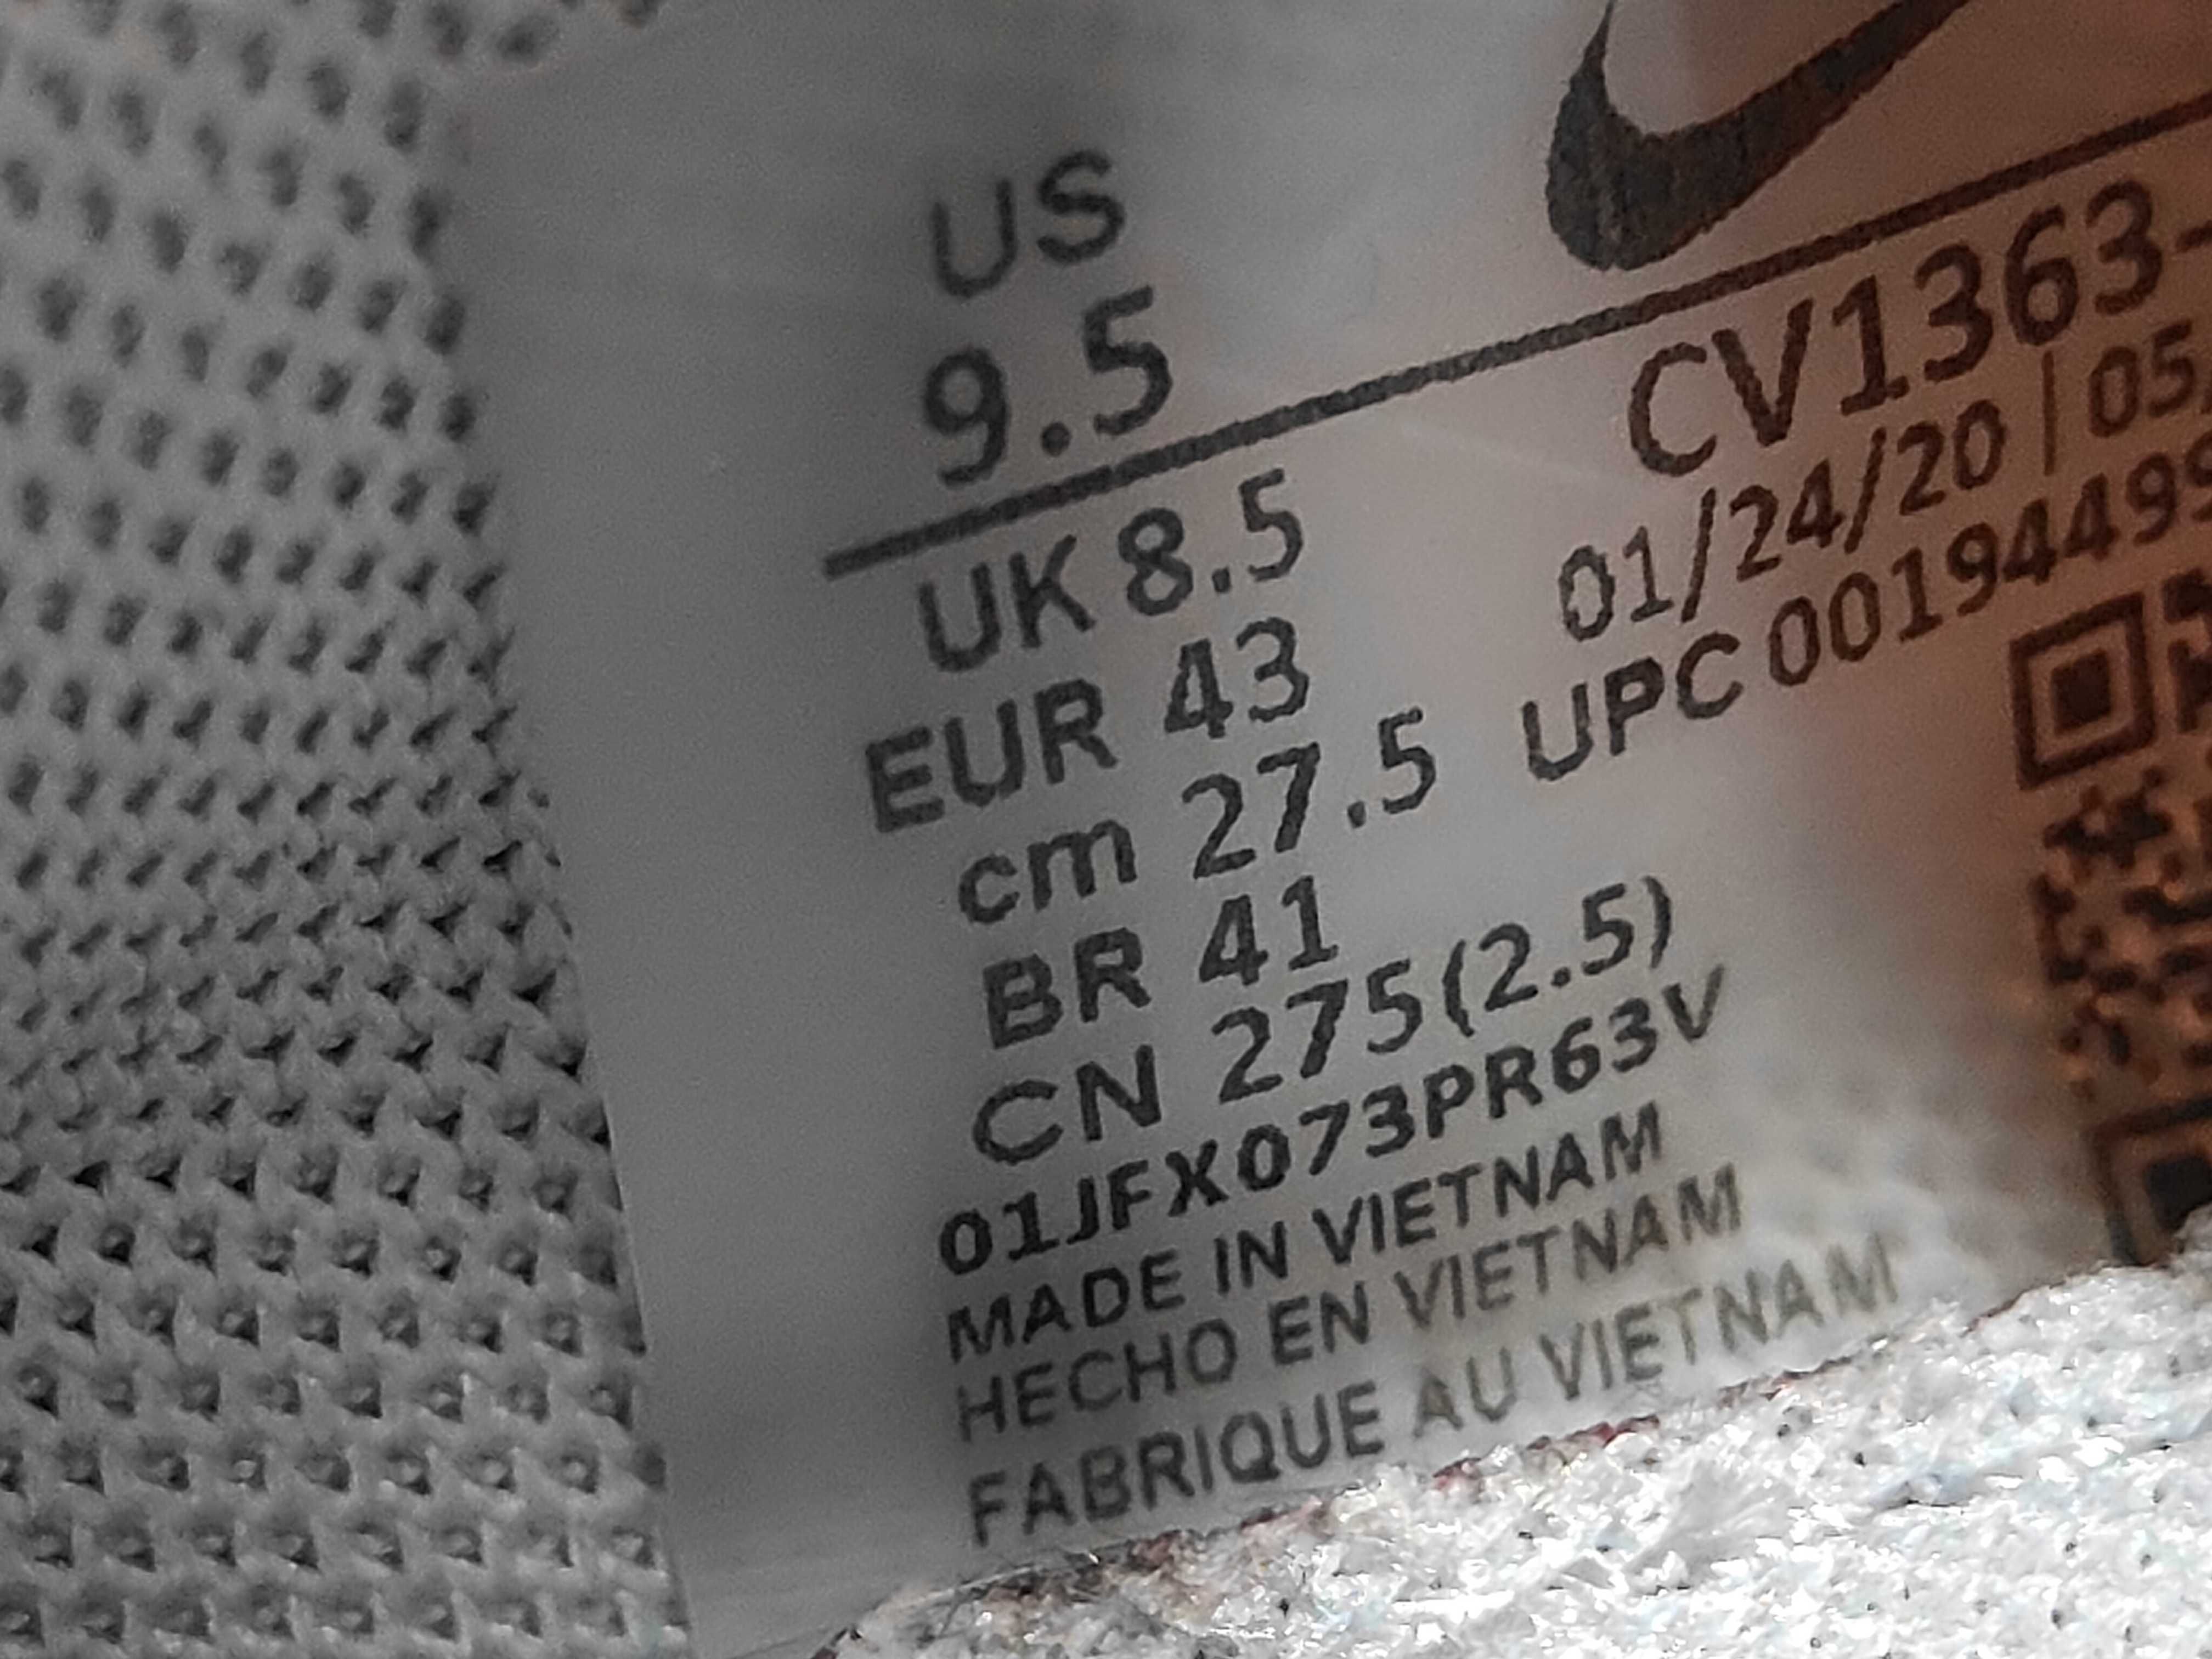 US
9.5
UK 8.5
EUR 43
cm 27.5
BR 41
CN 275(2.5)
01JFX073PR63V
MADE IN VIETNAM
HECHO EN VIETNAM
FABRIQUE AU VIETNAM
CV1363-
01/24/20 | 05
UPC 001944499